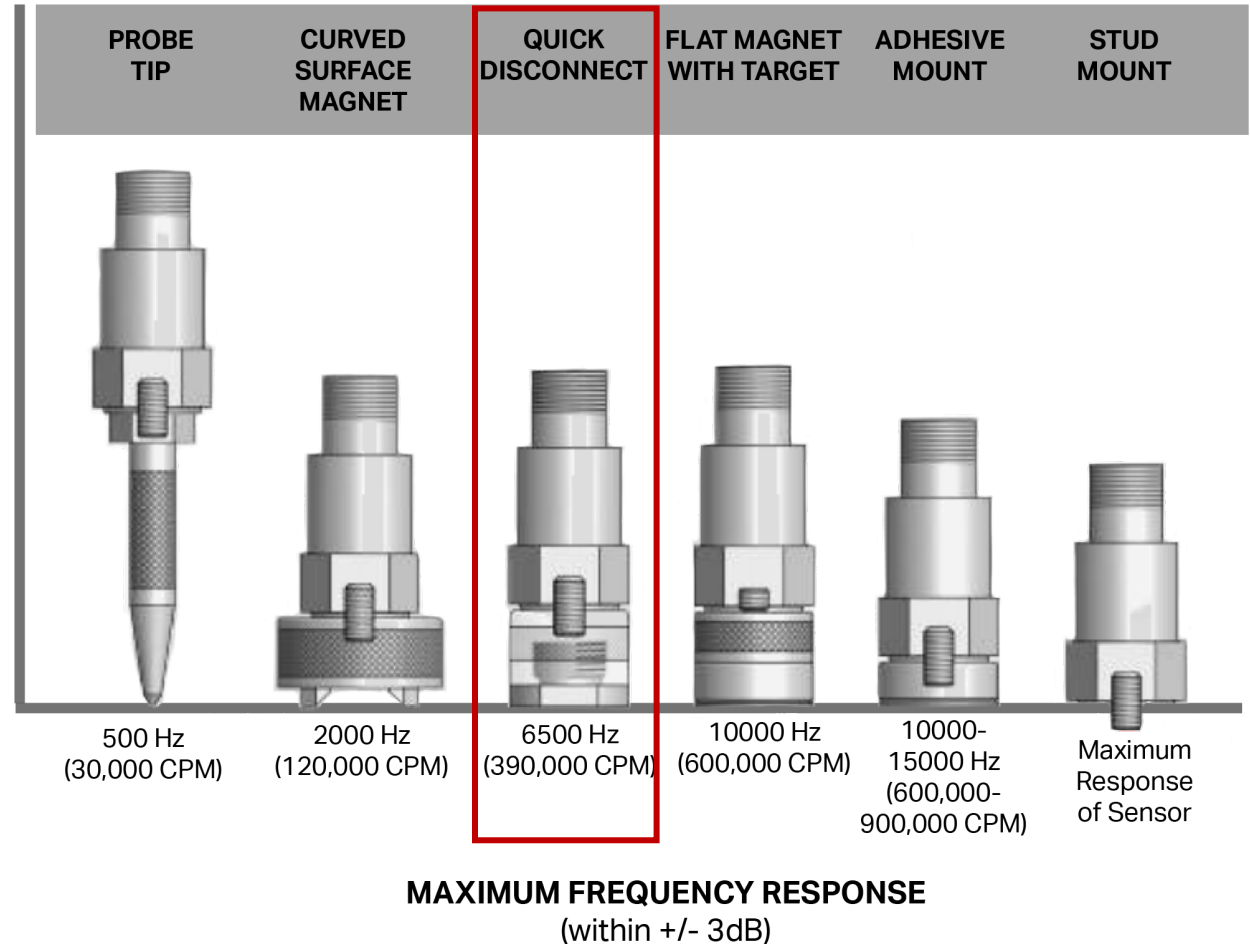 PROBE
TIP
CURVED
SURFACE
MAGNET
QUICK
DISCONNECT
FLAT MAGNET
WITH TARGET
ADHESIVE
MOUNT
STUD
MOUNT
500 Hz
(30,000 CPM)
2000 Hz
(120,000 CPM)
6500 Hz
(390,000 CPM)
10000 Hz
(600,000 CPM)
10000-
15000 Hz
(600,000-
900,000 CPM)
Maximum
Response
of Sensor
MAXIMUM FREQUENCY RESPONSE
(within +/- 3dB)